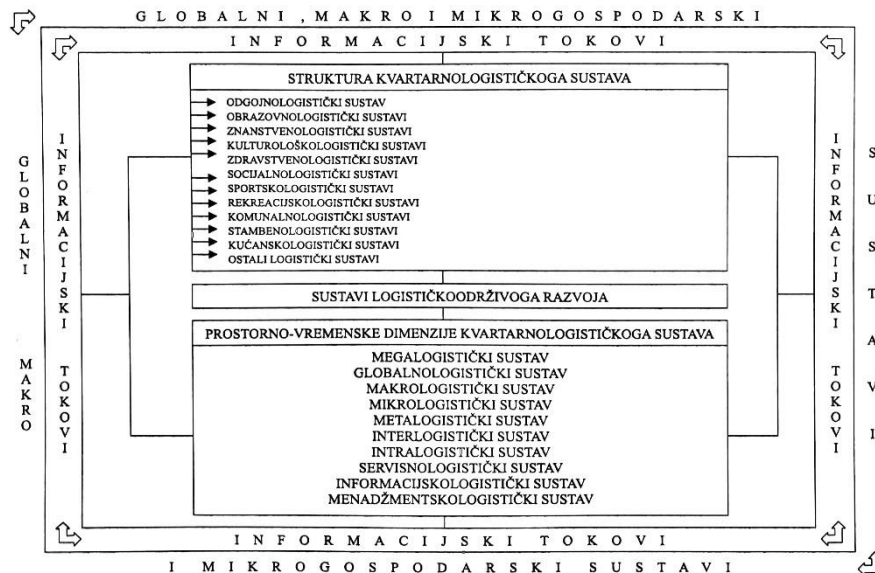 GLOBALNI, MAKRO I MIKROGOSPODARSKI
INFORMACIJSKI TOKOVI
STRUKTURA KVARTARNOLOGISTIČKOGA SUSTAVA
ODGOJNOLOGISTIČKI SUSTAV
OBRAZOVNOLOGISTIČKI SUSTAVI
ZNANSTVENOLOGISTIČKI SUSTAVI
KULTUROLOŠKOLOGISTIČKI SUSTAVI
ZDRAVSTVENOLOGISTIČKI SUSTAVI
SOCIJALNOLOGISTIČKI SUSTAVI
SPORTSKOLOGISTIČKI SUSTAVI
REKREACIJSKOLOGISTIČKI SUSTAVI
KOMUNALNOLOGISTIČKI SUSTAVI
STAMBENOLOGISTIČKI SUSTAVI
KUĆANSKOLOGISTIČKI SUSTAVI
OSTALI LOGISTIČKI SUSTAVI
SUSTAVI LOGISTIČKOODRŽIVOGA RAZVOJA
PROSTORNO-VREMENSKE DIMENZIJE KVARTARNOLOGISTIČKOGA SUSTAVA
MEGALOGISTIČKI SUSTAV
GLOBALNOLOGISTIČKI SUSTAV
MAKROLOGISTIČKI SUSTAV
MIKROLOGISTIČKI SUSTAV
METALOGISTIČKI SUSTAV
INTERLOGISTIČKI SUSTAV
INTRALOGISTIČKI SUSTAV
SERVISNOLOGISTIČKI SUSTAV
INFORMACIJSKOLOGISTIČKI SUSTAV
MENADŽMENTSKOLOGISTIČKI SUSTAV
INFORMACIJSKI TOKOVI
I MIKROGOSPODARSKI SUSTAVI
GLOBALNI MAKRO
INFORMACIJSKI TOKOVI
INFORMACIJSKI TOKOVI
SUSTAVI